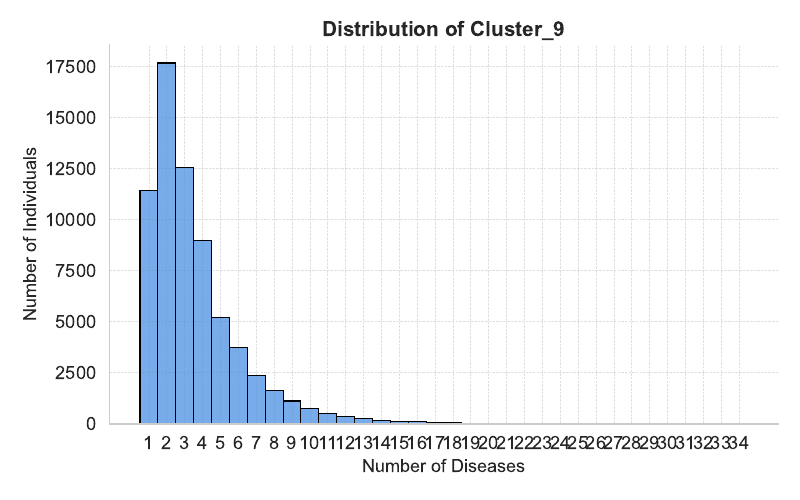 Distribution of Cluster_9
Number of Individuals
17500
15000
12500
10000
7500
5000
2500
0
1 2 3 4 5 6 7 8 9 10 11 12 13 14 15 16 17 18 19 20 21 22 23 24 25 26 27 28 29 30 31 32 33 34
Number of Diseases